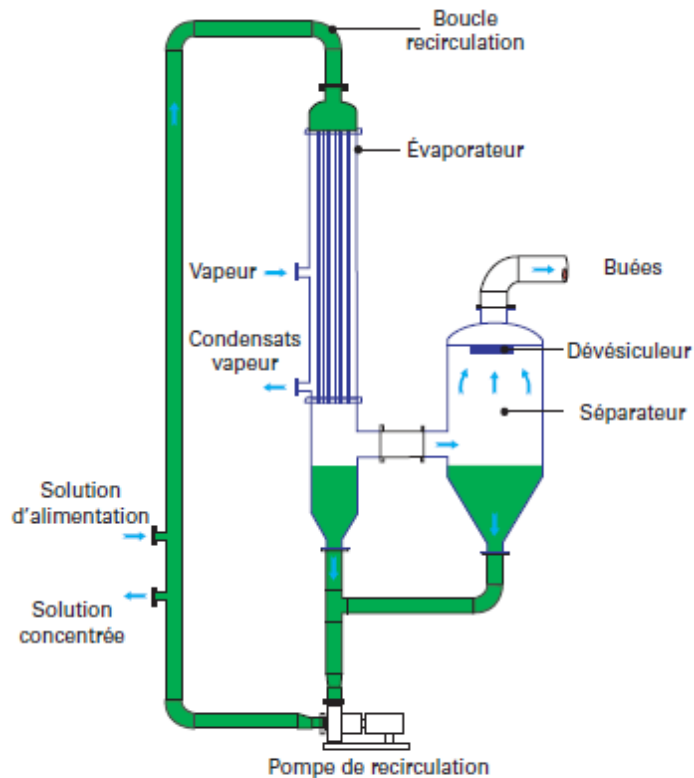 Boucle
recirculation
Évaporateur
Vapeur
Buées
Condensats
vapeur
Dévésiculeur
Séparateur
Solution
d'alimentation
Solution
concentrée
Pompe de recirculation